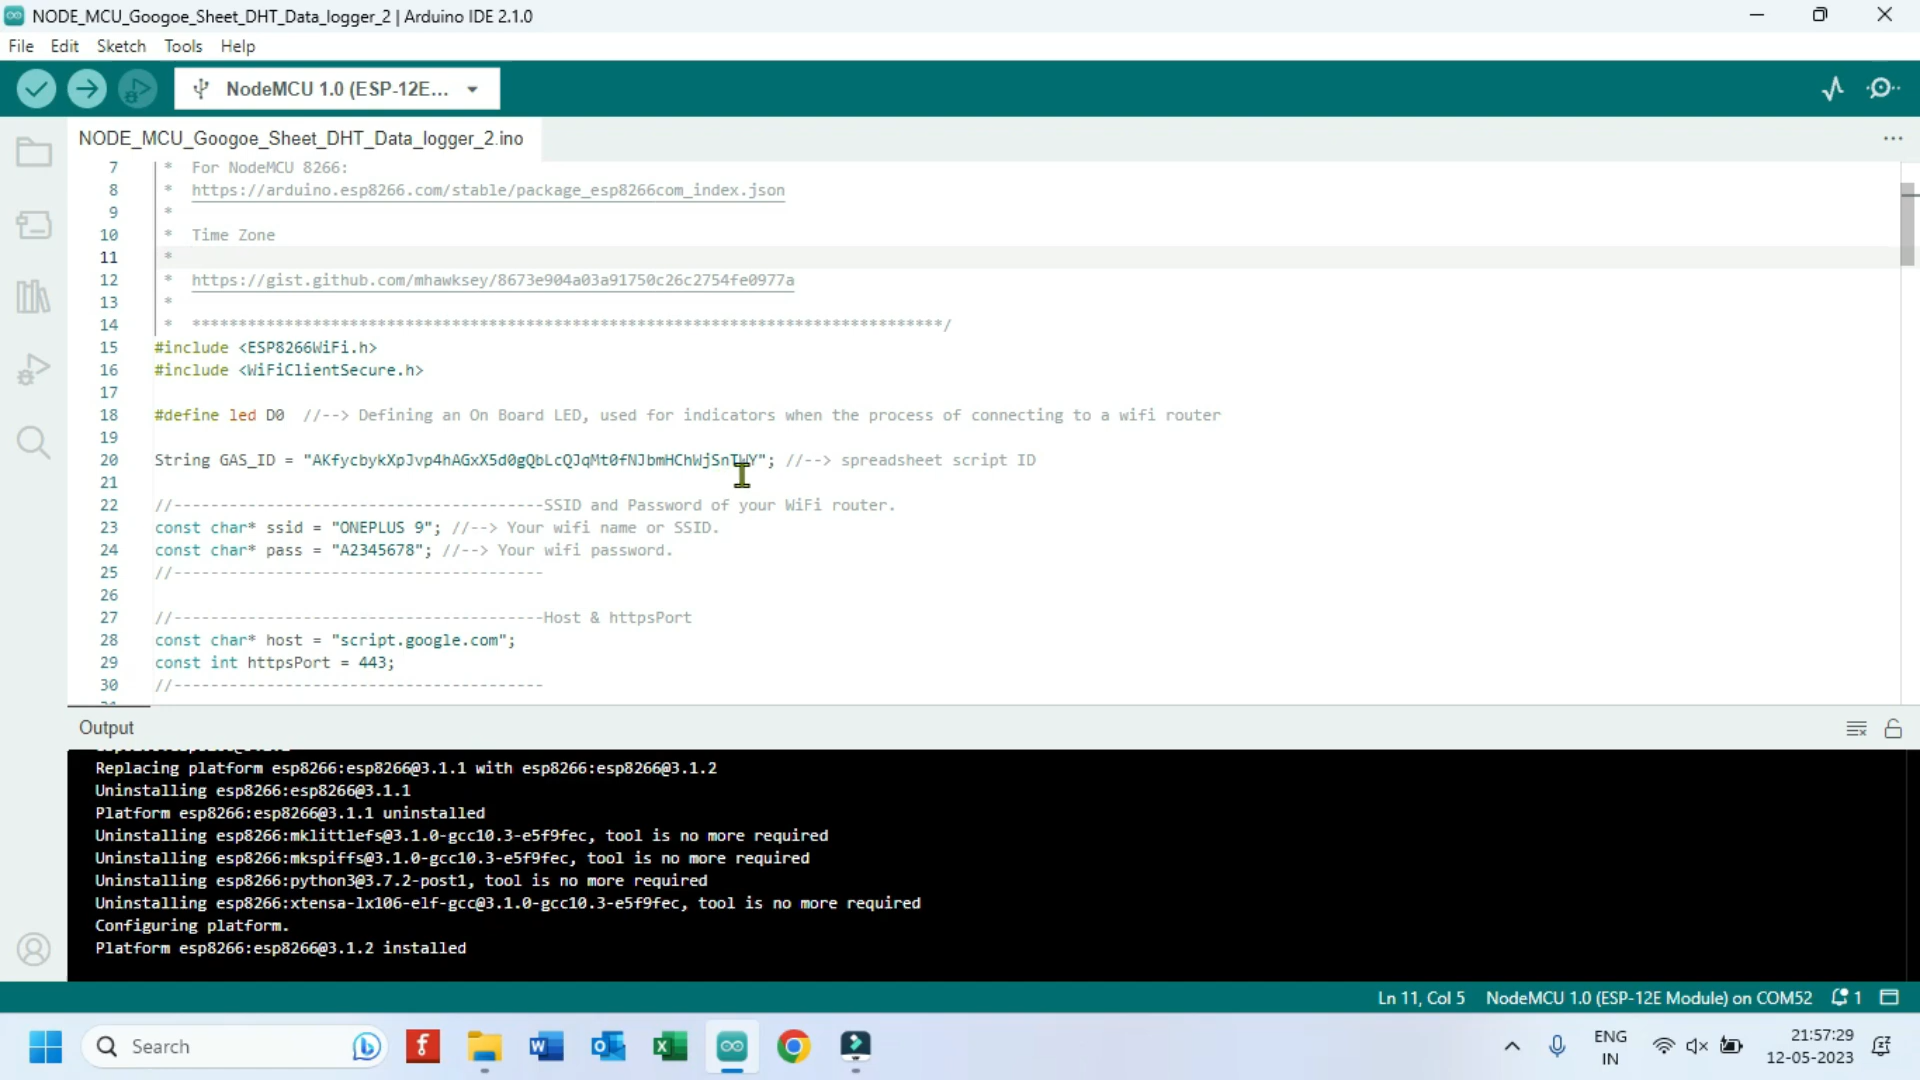 NODE_MCU_Googoe_Sheet_DHT_Data_logger_2 | Arduino IDE 2.1.0
File Edit Sketch Tools Help
NodeMCU 1.0 (ESP-12E...
NODE_MCU_Googoe_Sheet_DHT_Data_logger_2.ino
7 * For NodeMCU 8266:
8 * https://arduino.esp8266.com/stable/package_esp8266com_index.json
9 *
10 * Time Zone
11 *
12 * https://gist.github.com/mhawksey/8673e904a03a91750c26c2754fe0977a
13 *
14 * *********************************************************************************/
15 #include <ESP8266WiFi.h>
16 #include <WiFiClientSecure.h>
17
18 #define led D0 //--> Defining an On Board LED, used for indicators when the process of connecting to a wifi router
19
20 String GAS_ID = "AKfycbykXpJvp4hAGxX5d0gQbLcQJqMt0fNJbmHChWjSnTWY"; //--> spreadsheet script ID
21
22 //----------------------------------------SSID and Password of your WiFi router.
23 const char* ssid = "ONEPLUS 9"; //--> Your wifi name or SSID.
24 const char* pass = "A2345678"; //--> Your wifi password.
25 //----------------------------------------
26
27 //----------------------------------------Host & httpsPort
28 const char* host = "script.google.com";
29 const int httpsPort = 443;
30 //----------------------------------------
Output
Replacing platform esp8266:esp8266@3.1.1 with esp8266:esp8266@3.1.2
Uninstalling esp8266:esp8266@3.1.1
Platform esp8266:esp8266@3.1.1 uninstalled
Uninstalling esp8266:mklittlefs@3.1.0-gcc10.3-e5f9fec, tool is no more required
Uninstalling esp8266:mkspiffs@3.1.0-gcc10.3-e5f9fec, tool is no more required
Uninstalling esp8266:python3@3.7.2-post1, tool is no more required
Uninstalling esp8266:xtensa-lx106-elf-gcc@3.1.0-gcc10.3-e5f9fec, tool is no more required
Configuring platform.
Platform esp8266:esp8266@3.1.2 installed
Ln 11, Col 5 NodeMCU 1.0 (ESP-12E Module) on COM52 1
Search
ENG
IN
21:57:29
12-05-2023